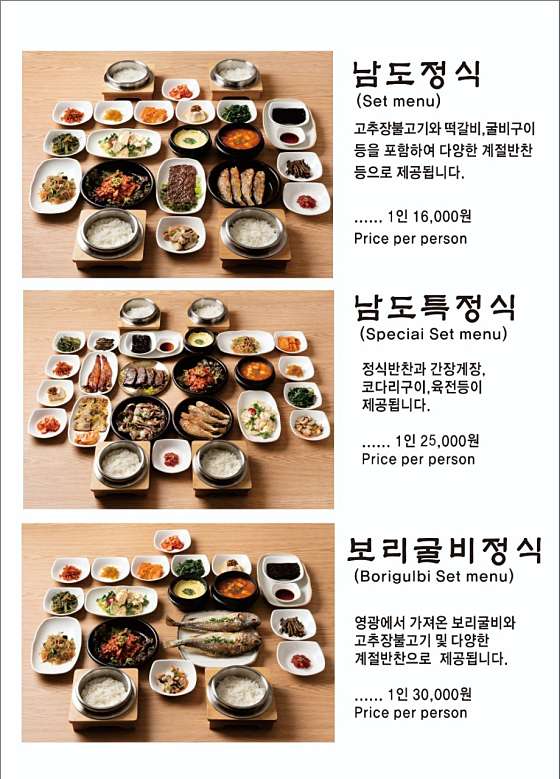 남도정식
(Set menu)
고추장불고기와 떡갈비,굴비구이
등을 포함하여 다양한 계절반찬
등으로 제공됩니다.
...... 1인 16,000원
Price per person
남도특정식
(Speciai Set menu)
정식반찬과 간장게장,
코다리구이,육전등이
제공됩니다.
...... 1인 25,000원
Price per person
보리굴비정식
(Borigulbi Set menu)
영광에서 가져온 보리굴비와
고추장불고기 및 다양한
계절반찬으로 제공됩니다.
...... 1인 30,000원
Price per person